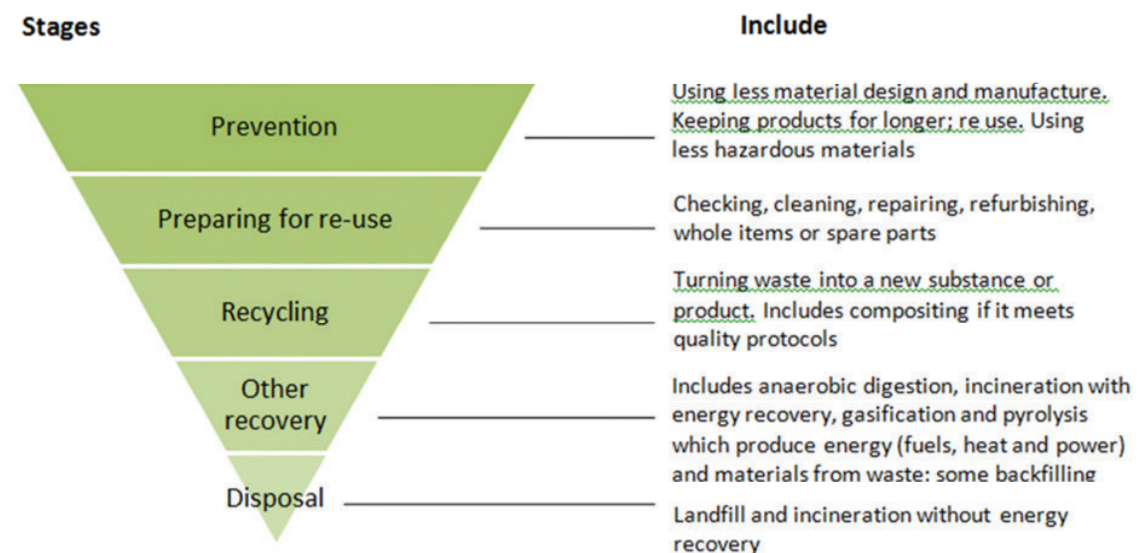 Stages
Include
Prevention
Using less material design and manufacture.
Keeping products for longer; re use. Using
less hazardous materials
Preparing for re-use
Checking, cleaning, repairing, refurbishing,
whole items or spare parts
Recycling
Turning waste into a new substance or
product. Includes compositing if it meets
quality protocols
Other
recovery
Includes anaerobic digestion, incineration with
energy recovery, gasification and pyrolysis
which produce energy (fuels, heat and power)
and materials from waste: some backfilling
Disposal
Landfill and incineration without energy
recovery